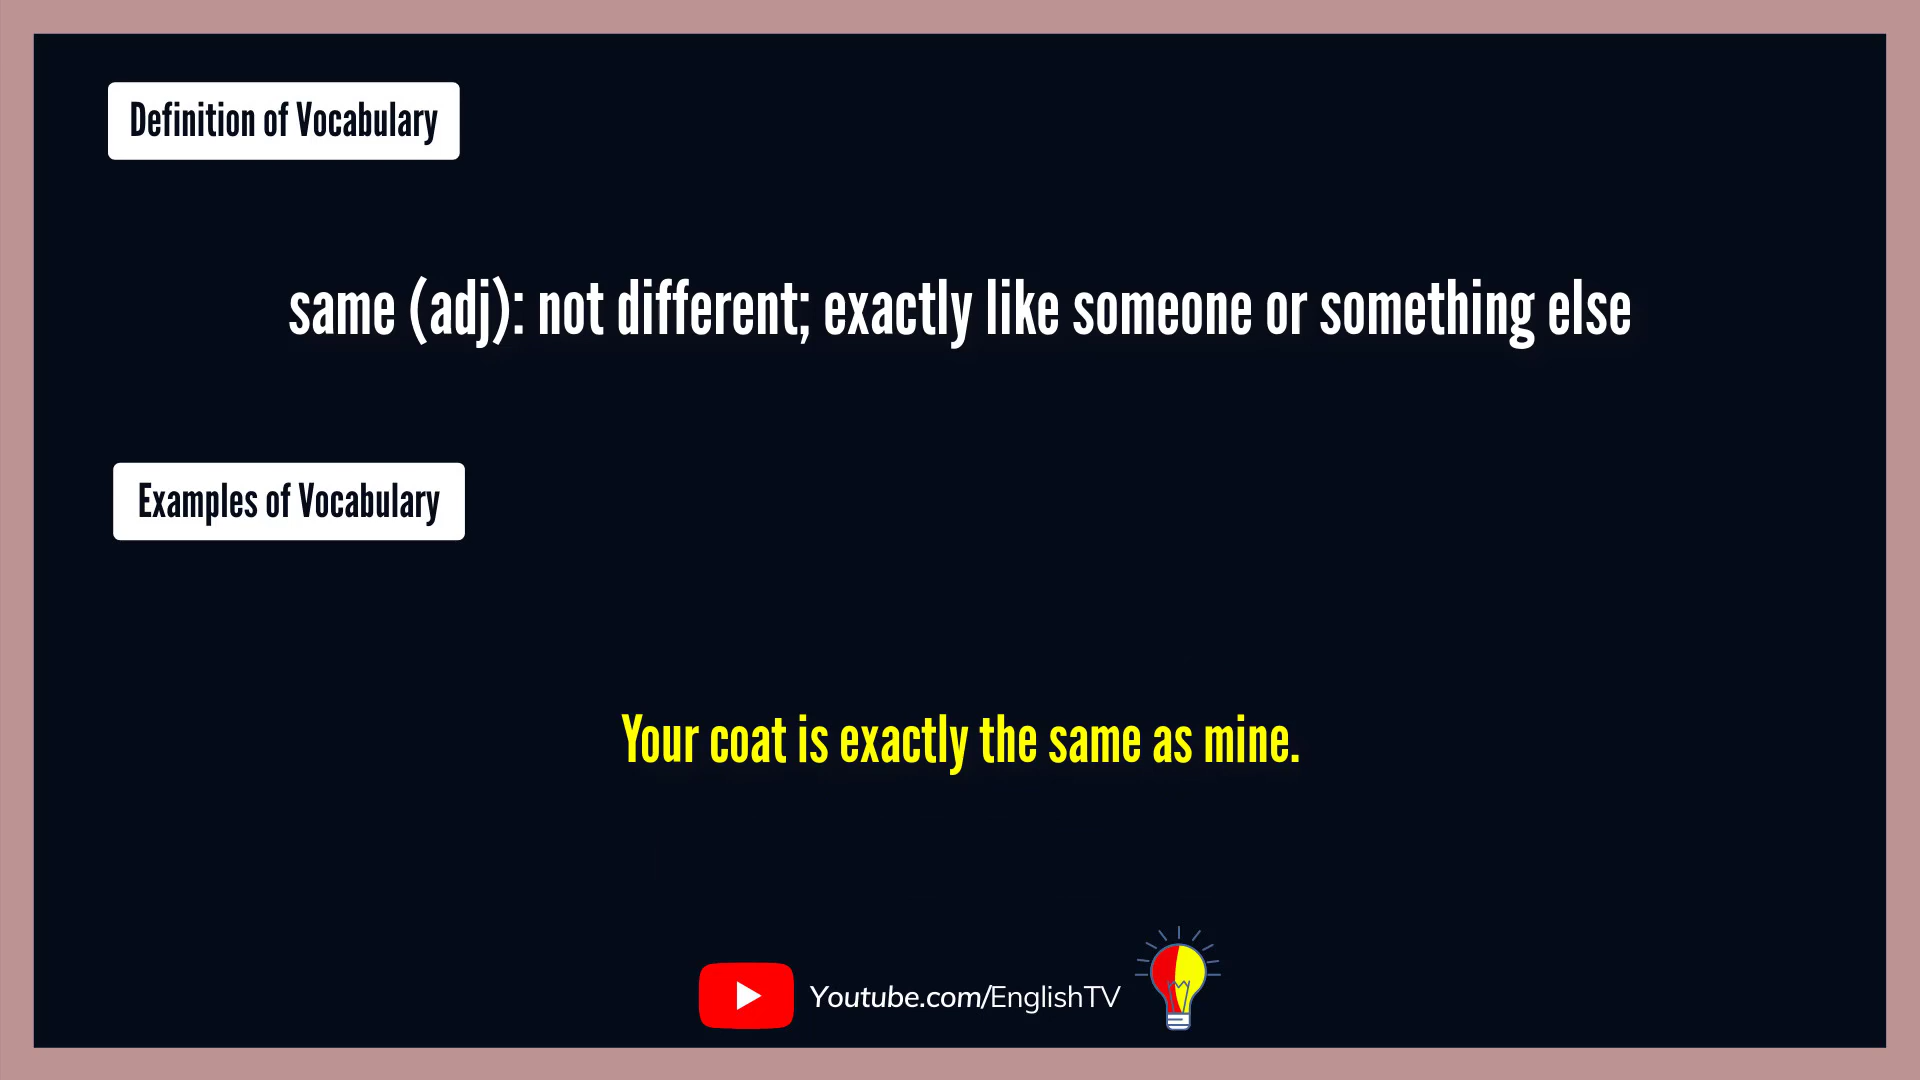 Definition of Vocabulary
same (adj): not different; exactly like someone or something else
Examples of Vocabulary
Your coat is exactly the same as mine.
Youtube.com/EnglishTV